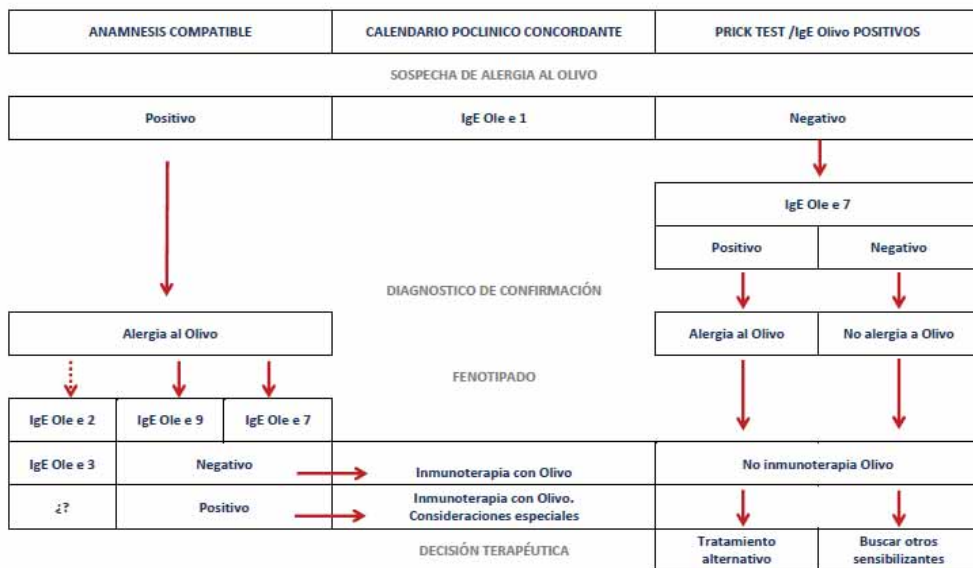 ANAMNESIS COMPATIBLE
CALENDARIO POCLINICO CONCORDANTE
PRICK TEST /IgE Olivo POSITIVOS
SOSPECHA DE ALERGIA AL OLIVO
Positivo
IgE Ole e 1
Negativo
IgE Ole e 7
Positivo
Negativo
DIAGNOSTICO DE CONFIRMACIÓN
Alergia al Olivo
Alergia al Olivo
No alergia a Olivo
FENOTIPADO
IgE Ole e 2
IgE Ole e 9
IgE Ole e 7
IgE Ole e 3
Negativo
Inmunoterapia con Olivo
No inmunoterapia Olivo
¿?
Positivo
Inmunoterapia con Olivo.
Consideraciones especiales
DECISIÓN TERAPÉUTICA
Tratamiento
alternativo
Buscar otros
sensibilizantes